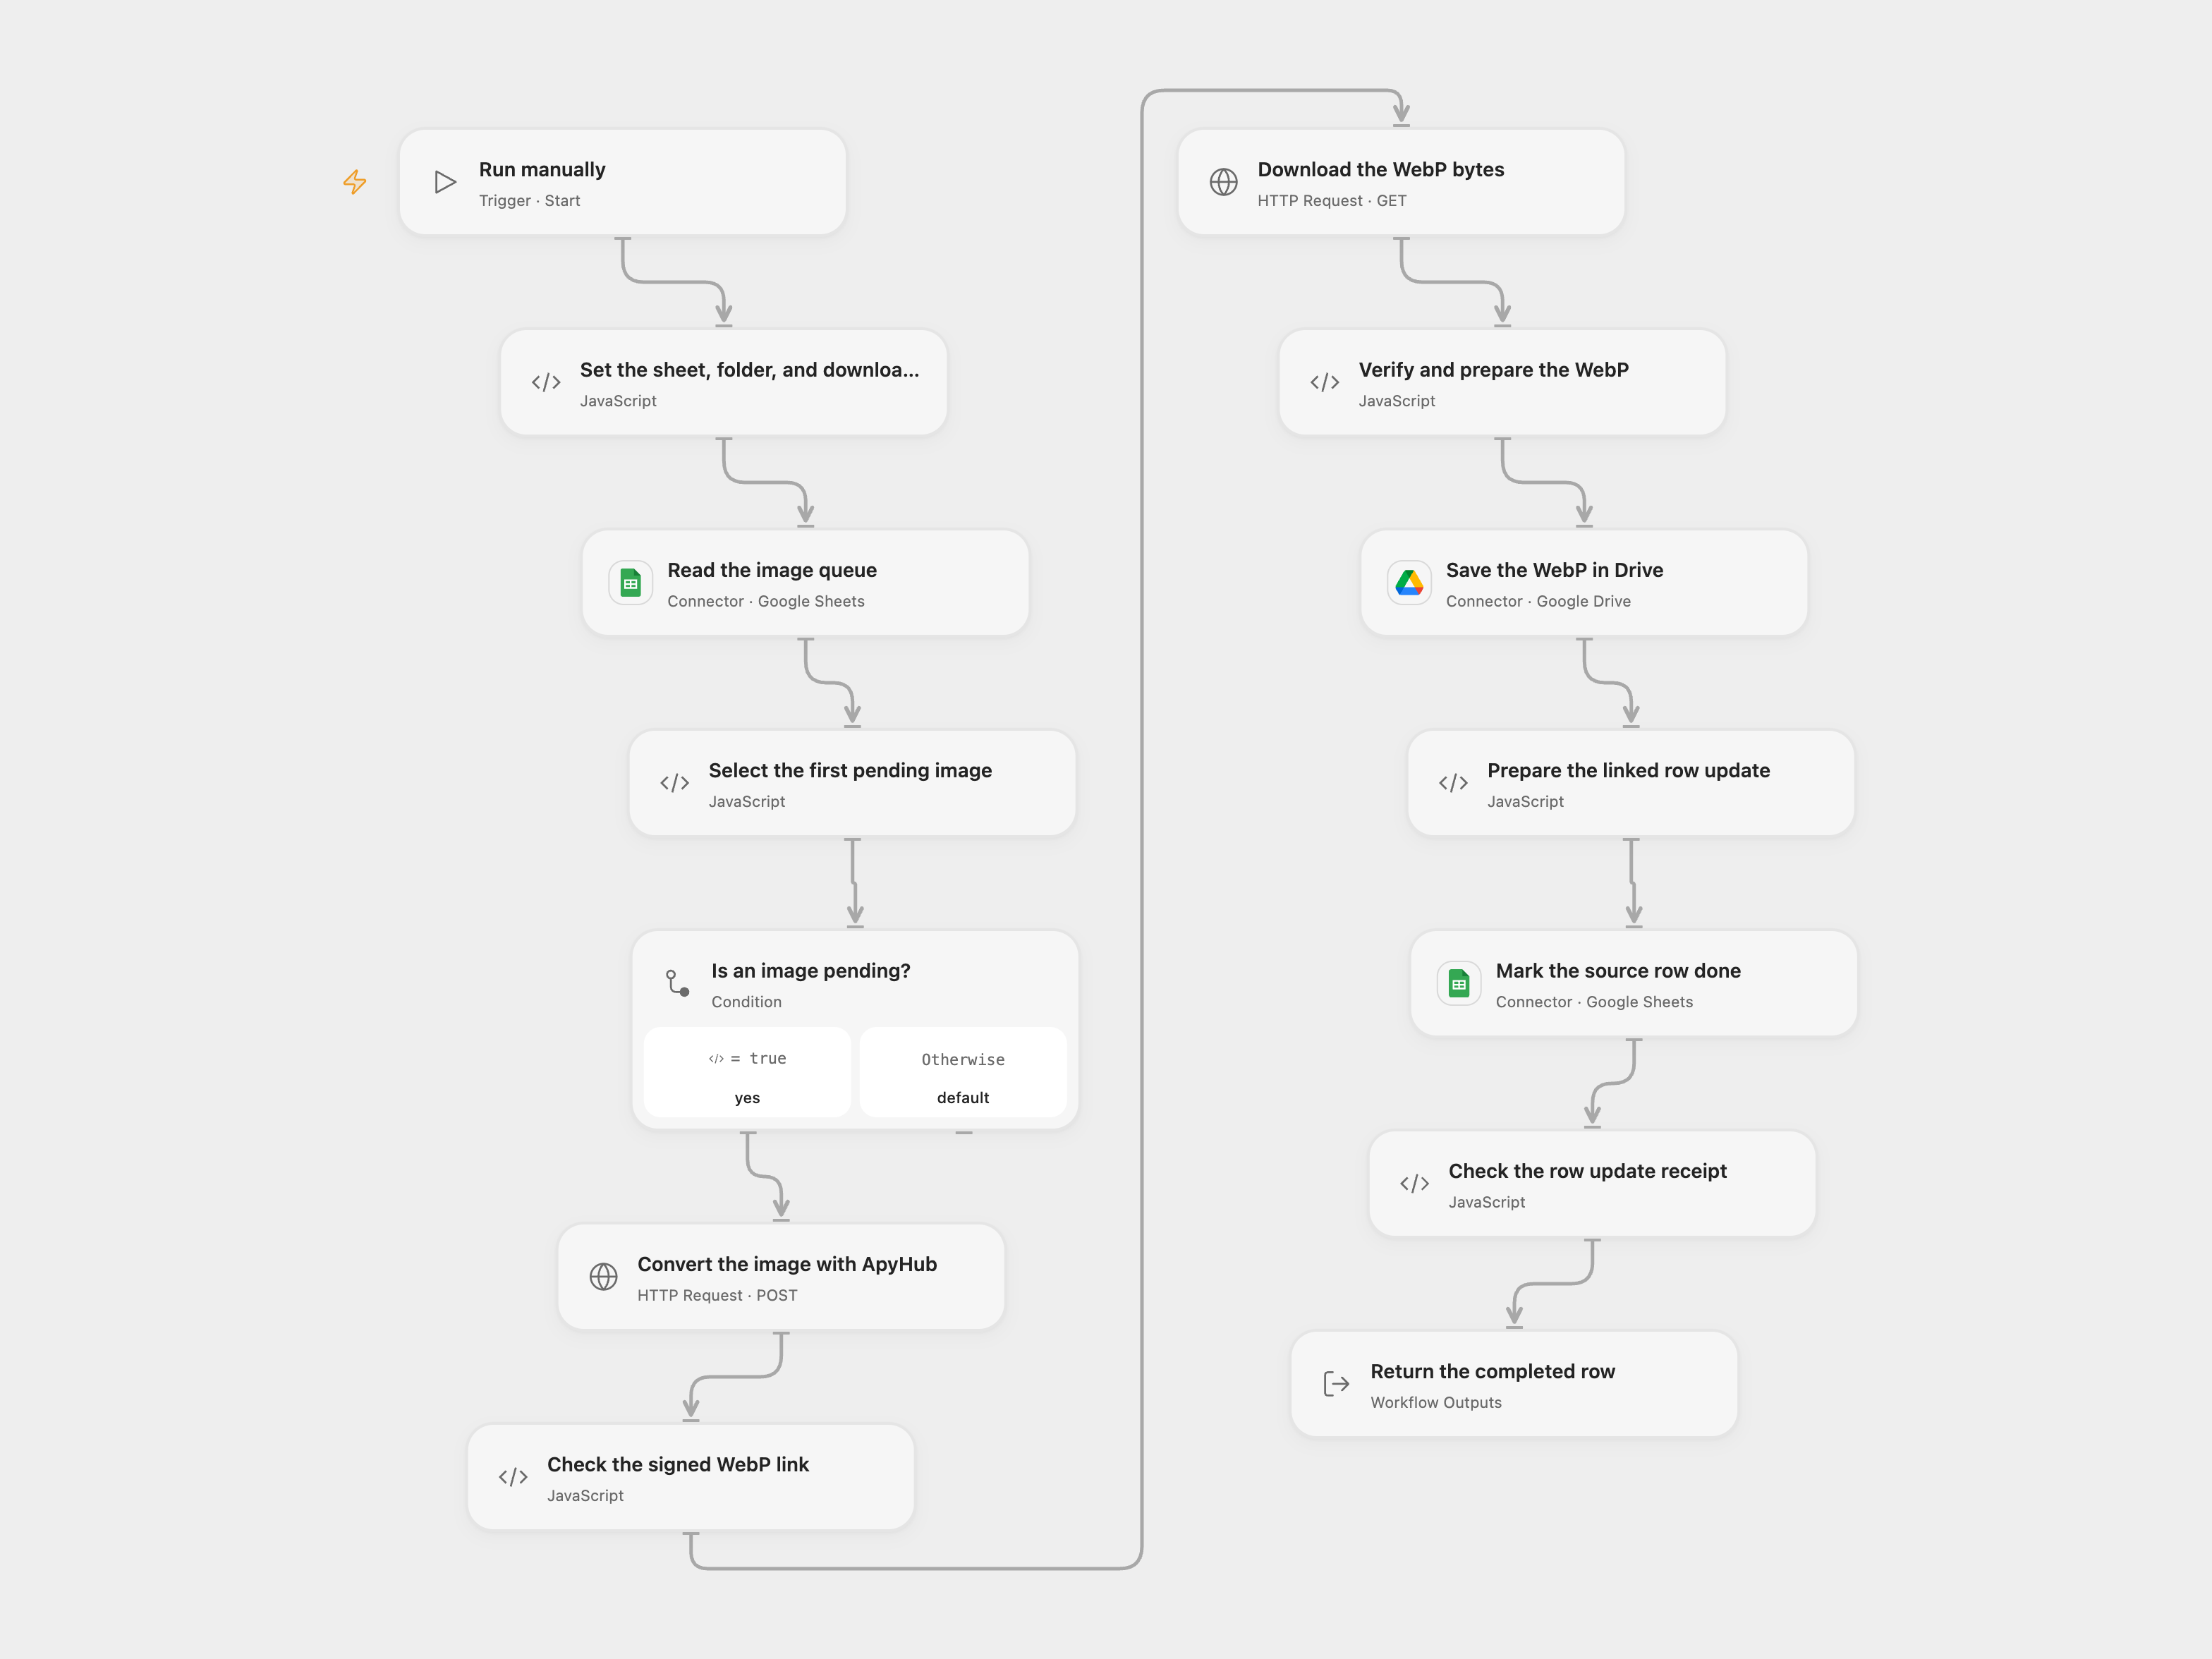 Run manually
Trigger · Start
Set the sheet, folder, and downloa...
JavaScript
Read the image queue
Connector · Google Sheets
Select the first pending image
JavaScript
Is an image pending?
Condition
</> = true
yes
Otherwise
default
Convert the image with ApyHub
HTTP Request · POST
Check the signed WebP link
JavaScript
Download the WebP bytes
HTTP Request · GET
Verify and prepare the WebP
JavaScript
Save the WebP in Drive
Connector · Google Drive
Prepare the linked row update
JavaScript
Mark the source row done
Connector · Google Sheets
Check the row update receipt
JavaScript
Return the completed row
Workflow Outputs